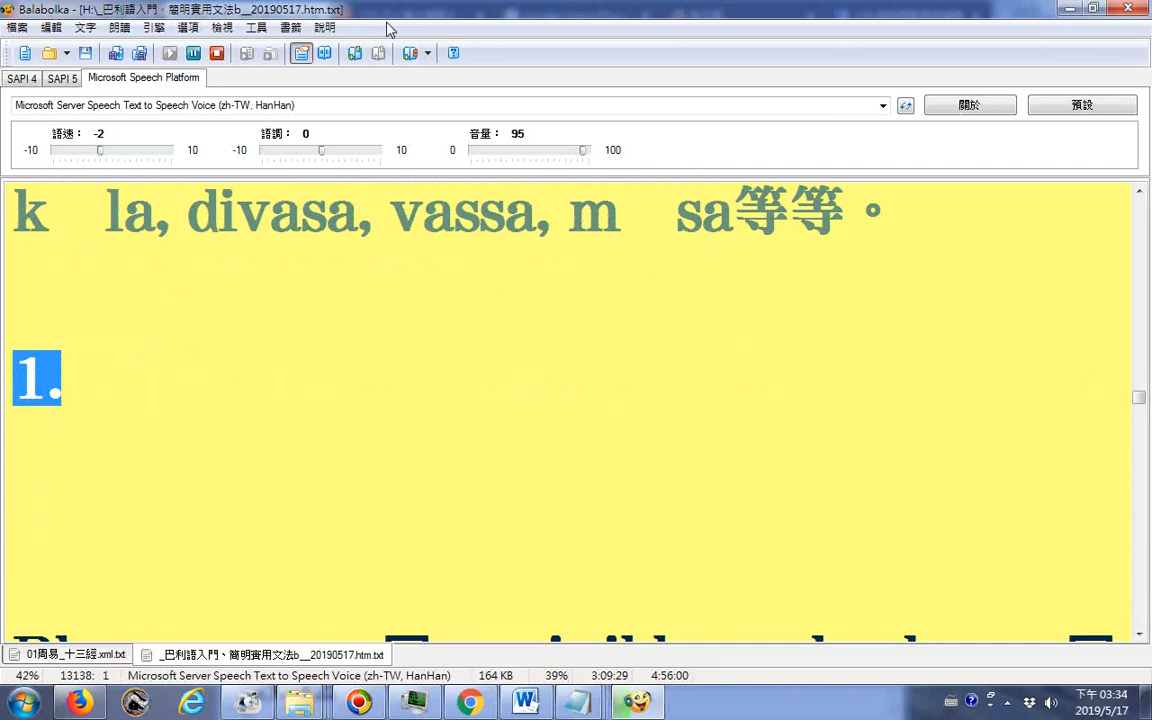 Balabolka - [H:\_巴利語入門、簡明實用文法b__20190517.htm.txt]
檔案 編輯 文字 朗讀 引擎 選項 檢視 工具 書籤 說明
SAPI 4 SAPI 5 Microsoft Speech Platform
Microsoft Server Speech Text to Speech Voice (zh-TW, HanHan) 關於 預設
語速： -2 語調： 0 音量： 95
-10 10 -10 10 0 100
k la, divasa, vassa, m sa等等。
1.
01周易_十三經.xml.txt _巴利語入門、簡明實用文法b__20190517.htm.txt
42% 13138: 1 Microsoft Server Speech Text to Speech Voice (zh-TW, HanHan) 164 KB 39% 3:09:29 4:56:00
下午 03:34
2019/5/17